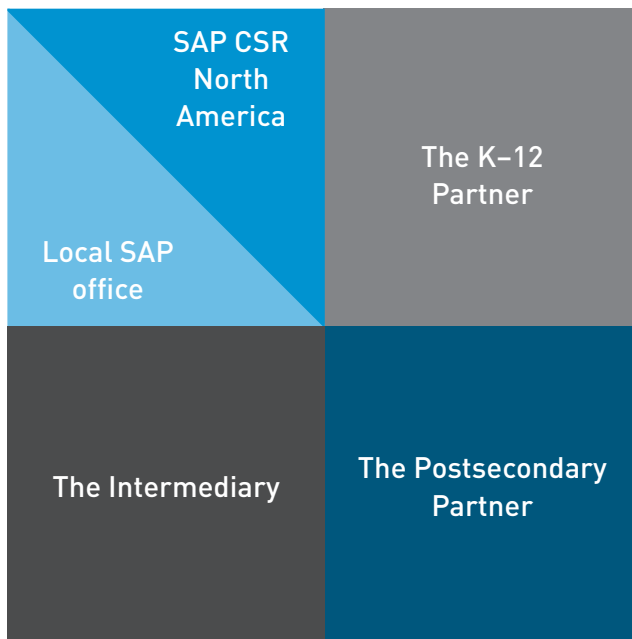 SAP CSR
North
America
Local SAP
office
The K–12
Partner
The Intermediary
The Postsecondary
Partner